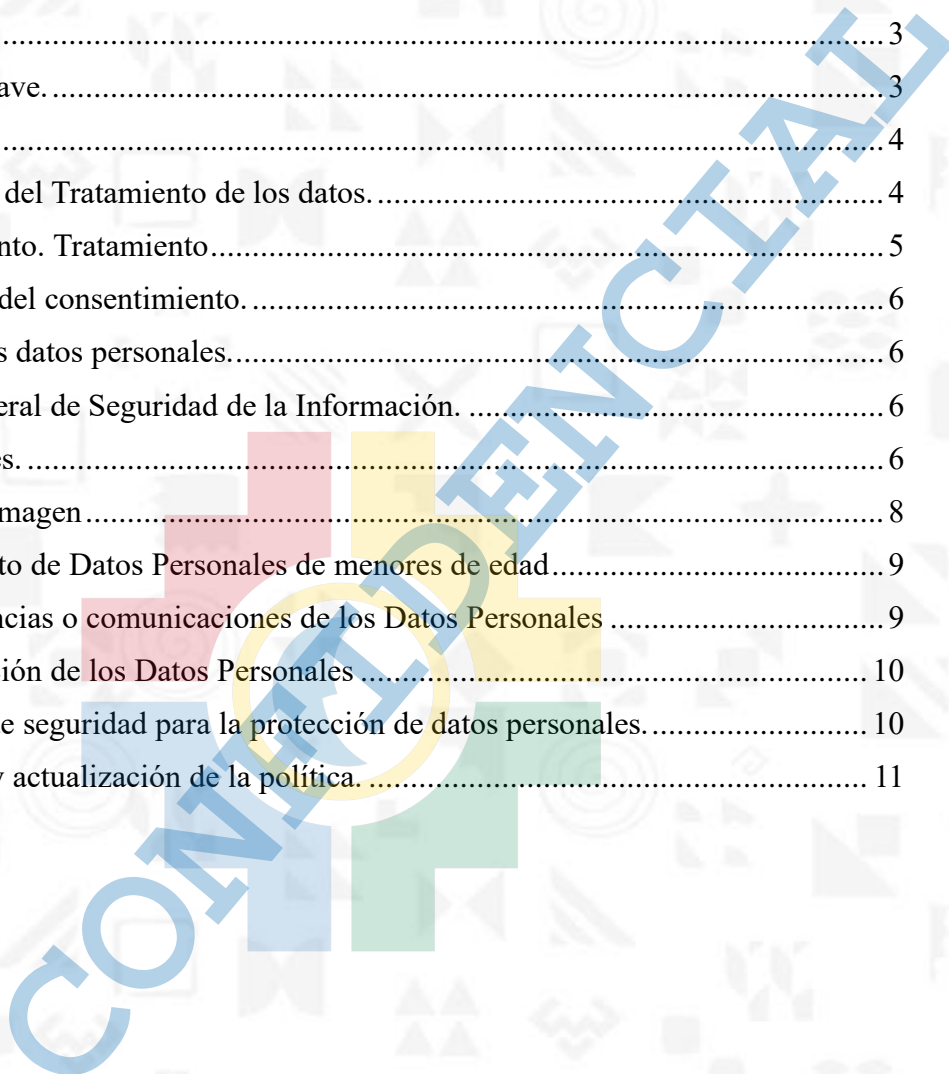 ........ 3
ave. ........ 3
........ 4
del Tratamiento de los datos. ........ 4
nto. Tratamiento ........ 5
del consentimiento. ........ 6
s datos personales. ........ 6
eral de Seguridad de la Información. ........ 6
es. ........ 6
magen ........ 8
to de Datos Personales de menores de edad ........ 9
ncias o comunicaciones de los Datos Personales ........ 9
ción de los Datos Personales ........ 10
e seguridad para la protección de datos personales. ........ 10
y actualización de la política. ........ 11
CONFIDENCIAL